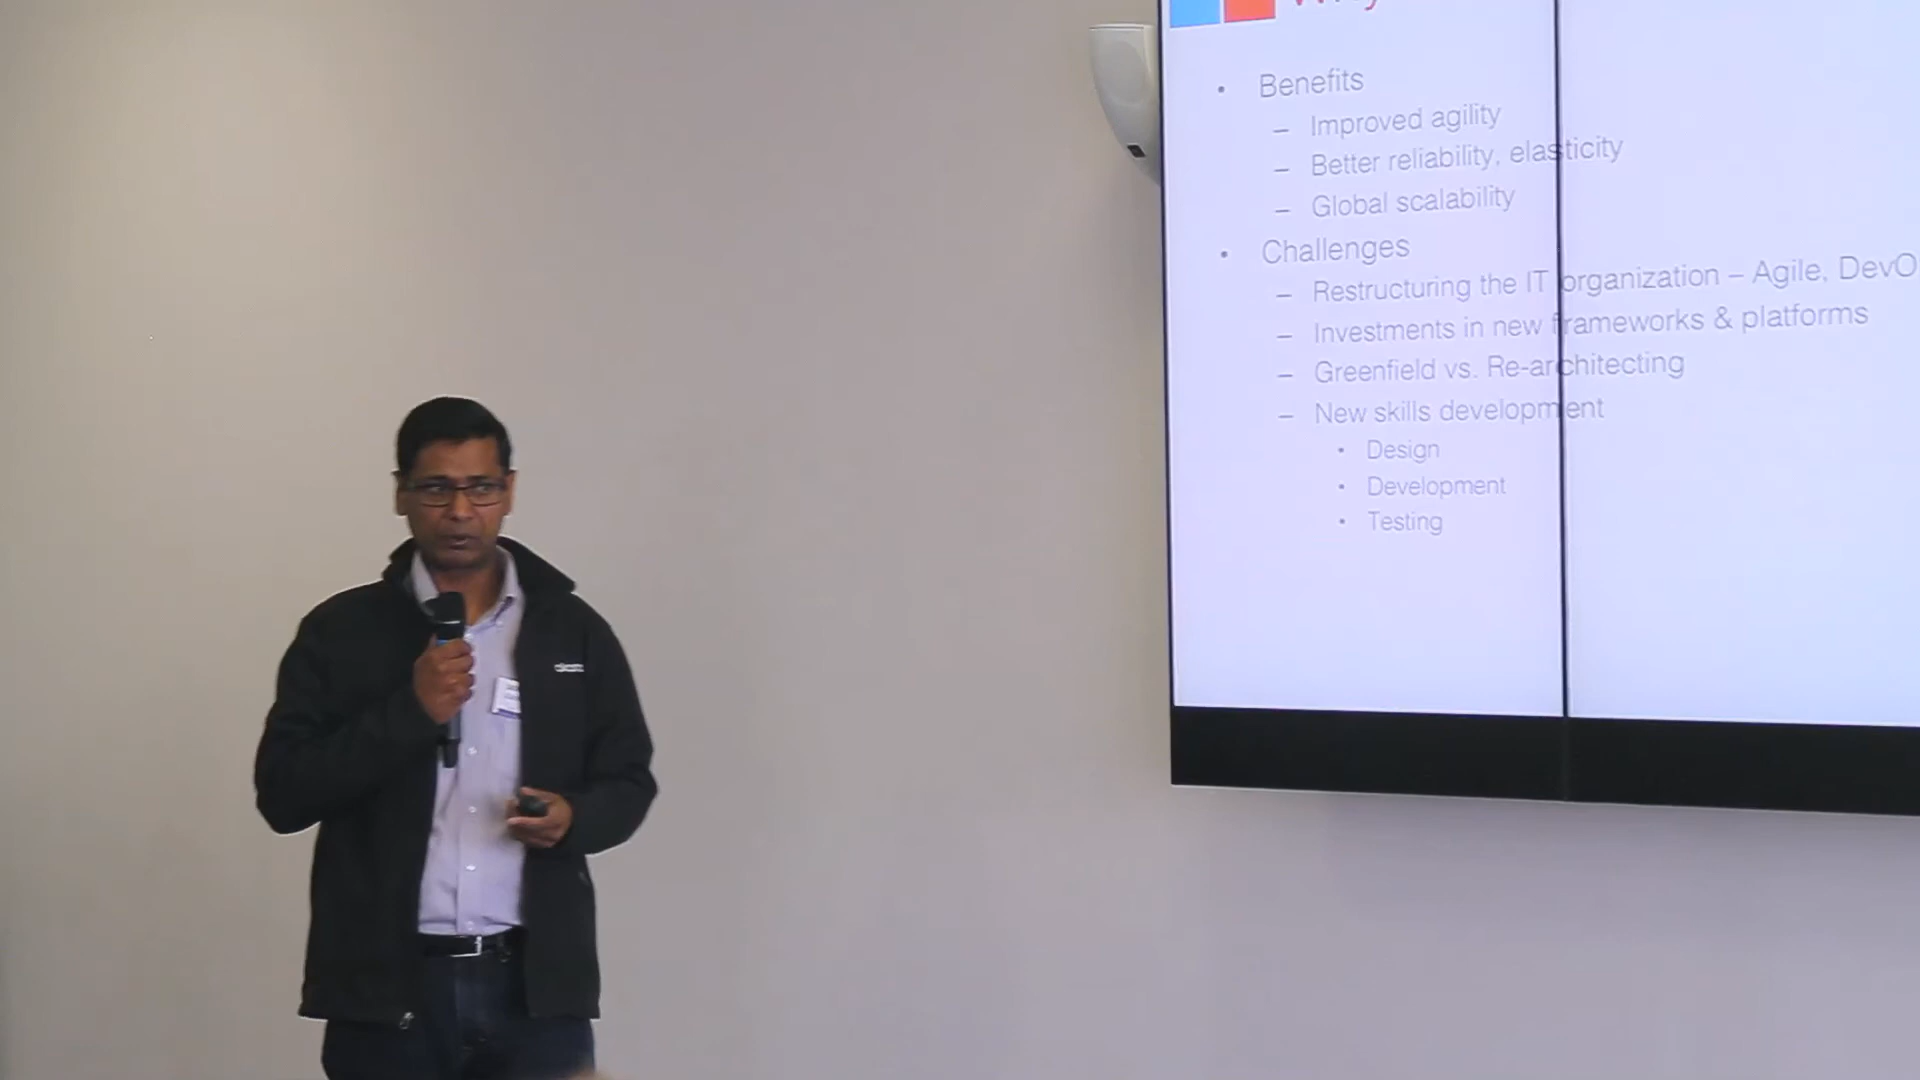 Why
Benefits
– Improved agility
– Better reliability, elasticity
– Global scalability
Challenges
– Restructuring the IT organization – Agile, DevO
– Investments in new frameworks & platforms
– Greenfield vs. Re-architecting
– New skills development
Design
Development
Testing